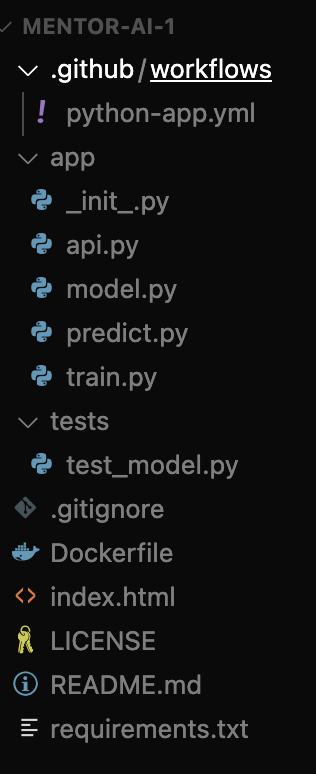 MENTOR-AI-1
.github/workflows
! python-app.yml
app
_init_.py
api.py
model.py
predict.py
train.py
tests
test_model.py
.gitignore
Dockerfile
index.html
LICENSE
README.md
requirements.txt